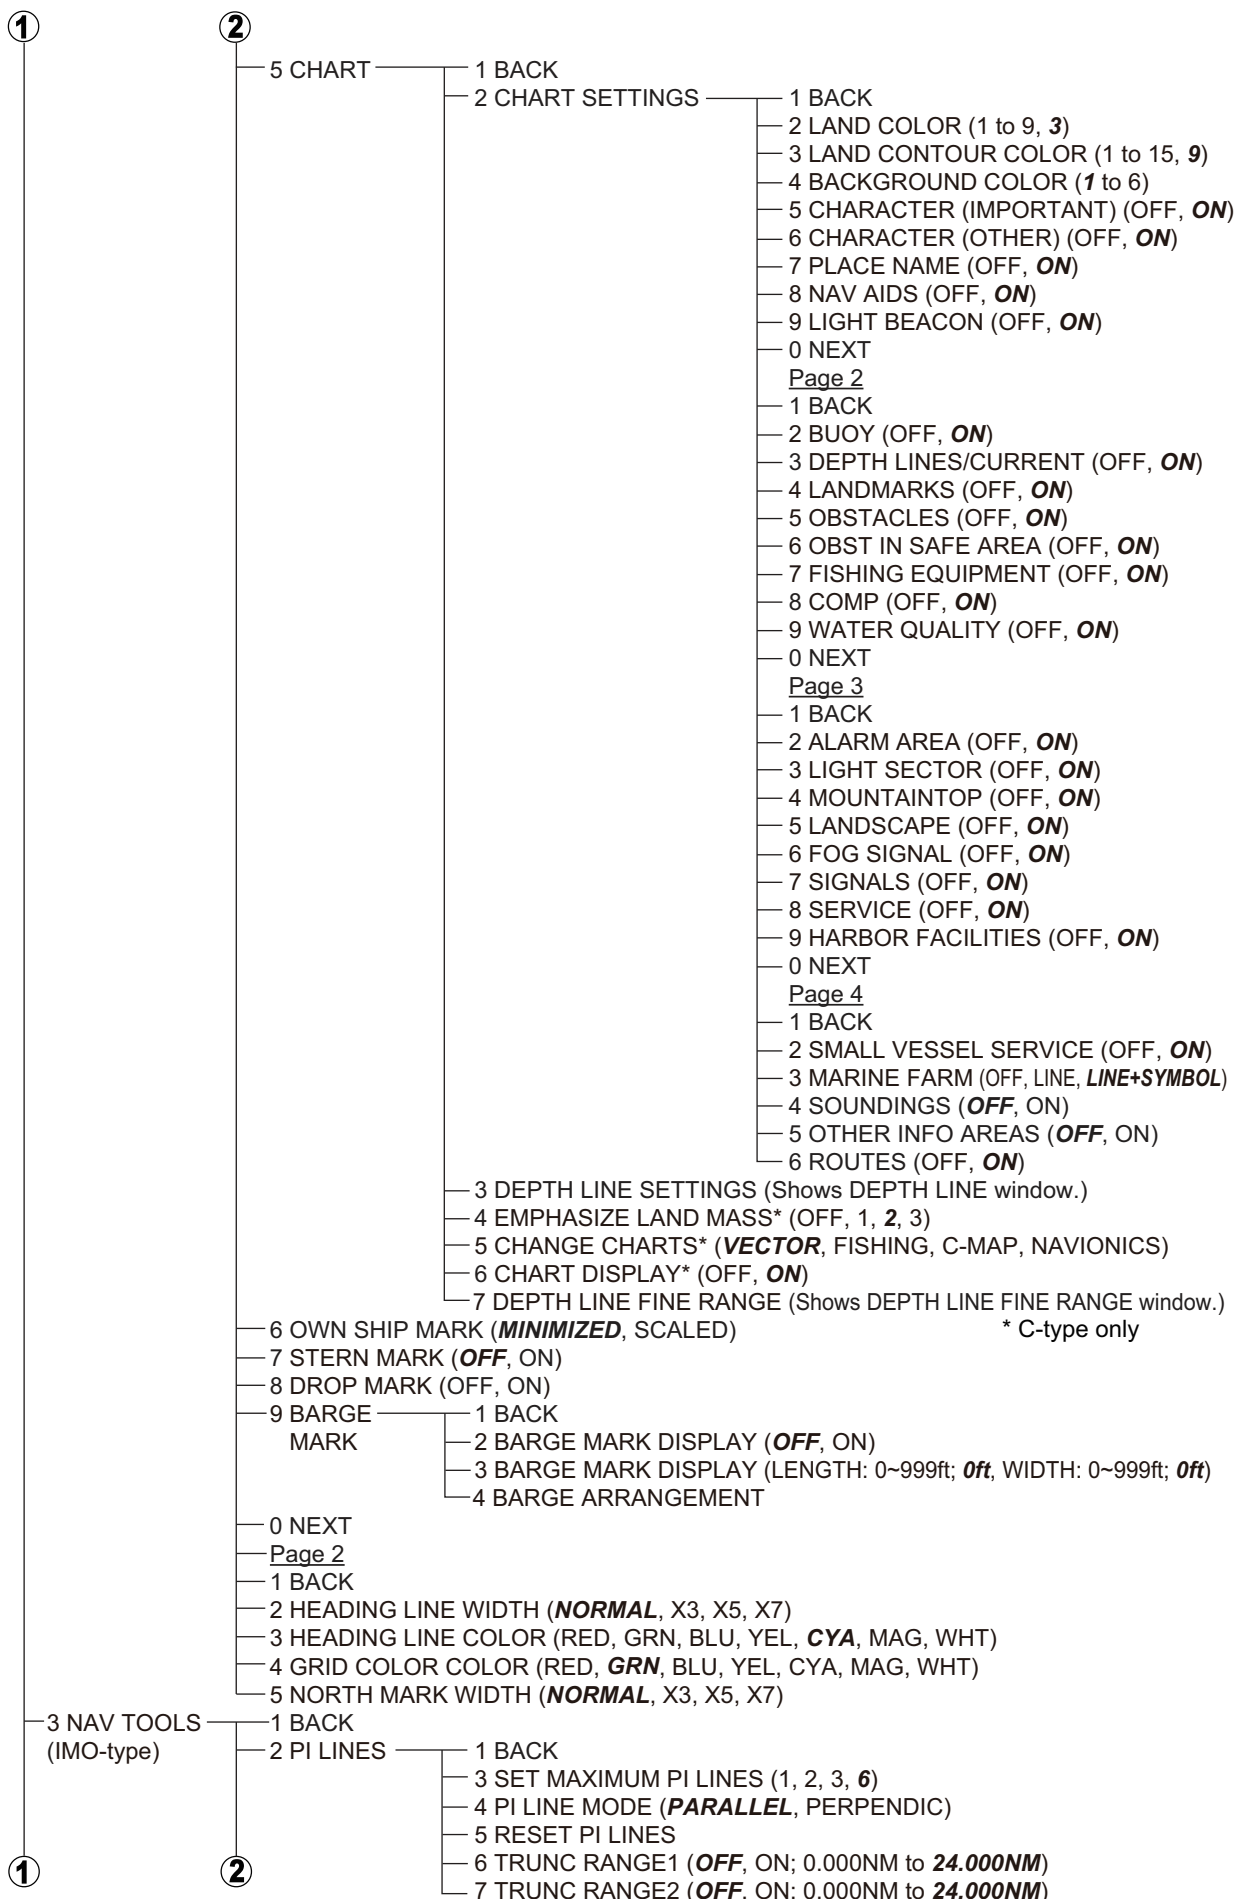 1 2
5 CHART 1 BACK
2 CHART SETTINGS 1 BACK
2 LAND COLOR (1 to 9, 3)
3 LAND CONTOUR COLOR (1 to 15, 9)
4 BACKGROUND COLOR (1 to 6)
5 CHARACTER (IMPORTANT) (OFF, ON)
6 CHARACTER (OTHER) (OFF, ON)
7 PLACE NAME (OFF, ON)
8 NAV AIDS (OFF, ON)
9 LIGHT BEACON (OFF, ON)
0 NEXT
Page 2
1 BACK
2 BUOY (OFF, ON)
3 DEPTH LINES/CURRENT (OFF, ON)
4 LANDMARKS (OFF, ON)
5 OBSTACLES (OFF, ON)
6 OBST IN SAFE AREA (OFF, ON)
7 FISHING EQUIPMENT (OFF, ON)
8 COMP (OFF, ON)
9 WATER QUALITY (OFF, ON)
0 NEXT
Page 3
1 BACK
2 ALARM AREA (OFF, ON)
3 LIGHT SECTOR (OFF, ON)
4 MOUNTAINTOP (OFF, ON)
5 LANDSCAPE (OFF, ON)
6 FOG SIGNAL (OFF, ON)
7 SIGNALS (OFF, ON)
8 SERVICE (OFF, ON)
9 HARBOR FACILITIES (OFF, ON)
0 NEXT
Page 4
1 BACK
2 SMALL VESSEL SERVICE (OFF, ON)
3 MARINE FARM (OFF, LINE, LINE+SYMBOL)
4 SOUNDINGS (OFF, ON)
5 OTHER INFO AREAS (OFF, ON)
6 ROUTES (OFF, ON)
3 DEPTH LINE SETTINGS (Shows DEPTH LINE window.)
4 EMPHASIZE LAND MASS* (OFF, 1, 2, 3)
5 CHANGE CHARTS* (VECTOR, FISHING, C-MAP, NAVIONICS)
6 CHART DISPLAY* (OFF, ON)
7 DEPTH LINE FINE RANGE (Shows DEPTH LINE FINE RANGE window.)
6 OWN SHIP MARK (MINIMIZED, SCALED) * C-type only
7 STERN MARK (OFF, ON)
8 DROP MARK (OFF, ON)
9 BARGE 1 BACK
MARK 2 BARGE MARK DISPLAY (OFF, ON)
3 BARGE MARK DISPLAY (LENGTH: 0~999ft; 0ft, WIDTH: 0~999ft; 0ft)
4 BARGE ARRANGEMENT
0 NEXT
Page 2
1 BACK
2 HEADING LINE WIDTH (NORMAL, X3, X5, X7)
3 HEADING LINE COLOR (RED, GRN, BLU, YEL, CYA, MAG, WHT)
4 GRID COLOR COLOR (RED, GRN, BLU, YEL, CYA, MAG, WHT)
5 NORTH MARK WIDTH (NORMAL, X3, X5, X7)
3 NAV TOOLS 1 BACK
(IMO-type) 2 PI LINES 1 BACK
3 SET MAXIMUM PI LINES (1, 2, 3, 6)
4 PI LINE MODE (PARALLEL, PERPENDIC)
5 RESET PI LINES
1 2 6 TRUNC RANGE1 (OFF, ON; 0.000NM to 24.000NM)
7 TRUNC RANGE2 (OFF, ON; 0.000NM to 24.000NM)